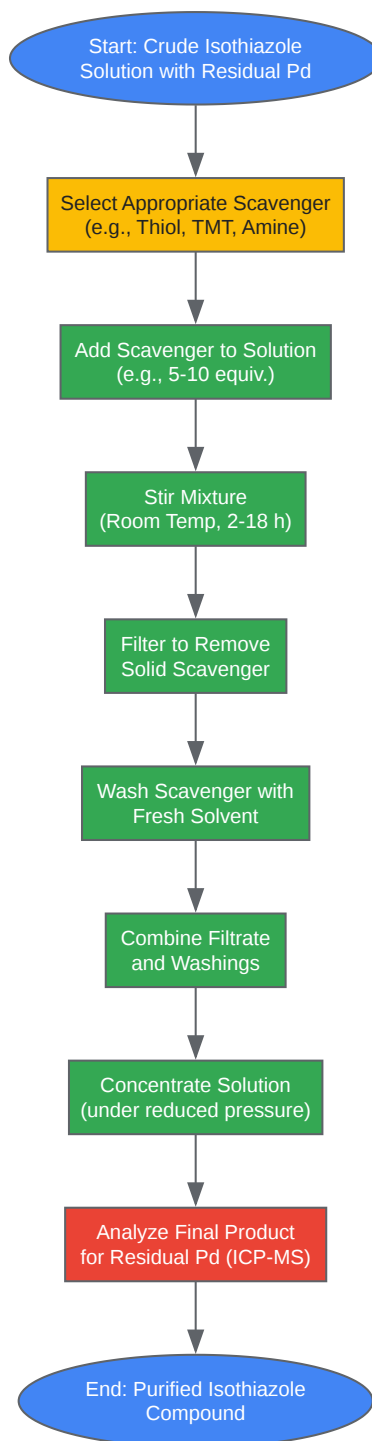 Start: Crude Isothiazole
Solution with Residual Pd
Select Appropriate Scavenger
(e.g., Thiol, TMT, Amine)
Add Scavenger to Solution
(e.g., 5-10 equiv.)
Stir Mixture
(Room Temp, 2-18 h)
Filter to Remove
Solid Scavenger
Wash Scavenger with
Fresh Solvent
Combine Filtrate
and Washings
Concentrate Solution
(under reduced pressure)
Analyze Final Product
for Residual Pd (ICP-MS)
End: Purified Isothiazole
Compound